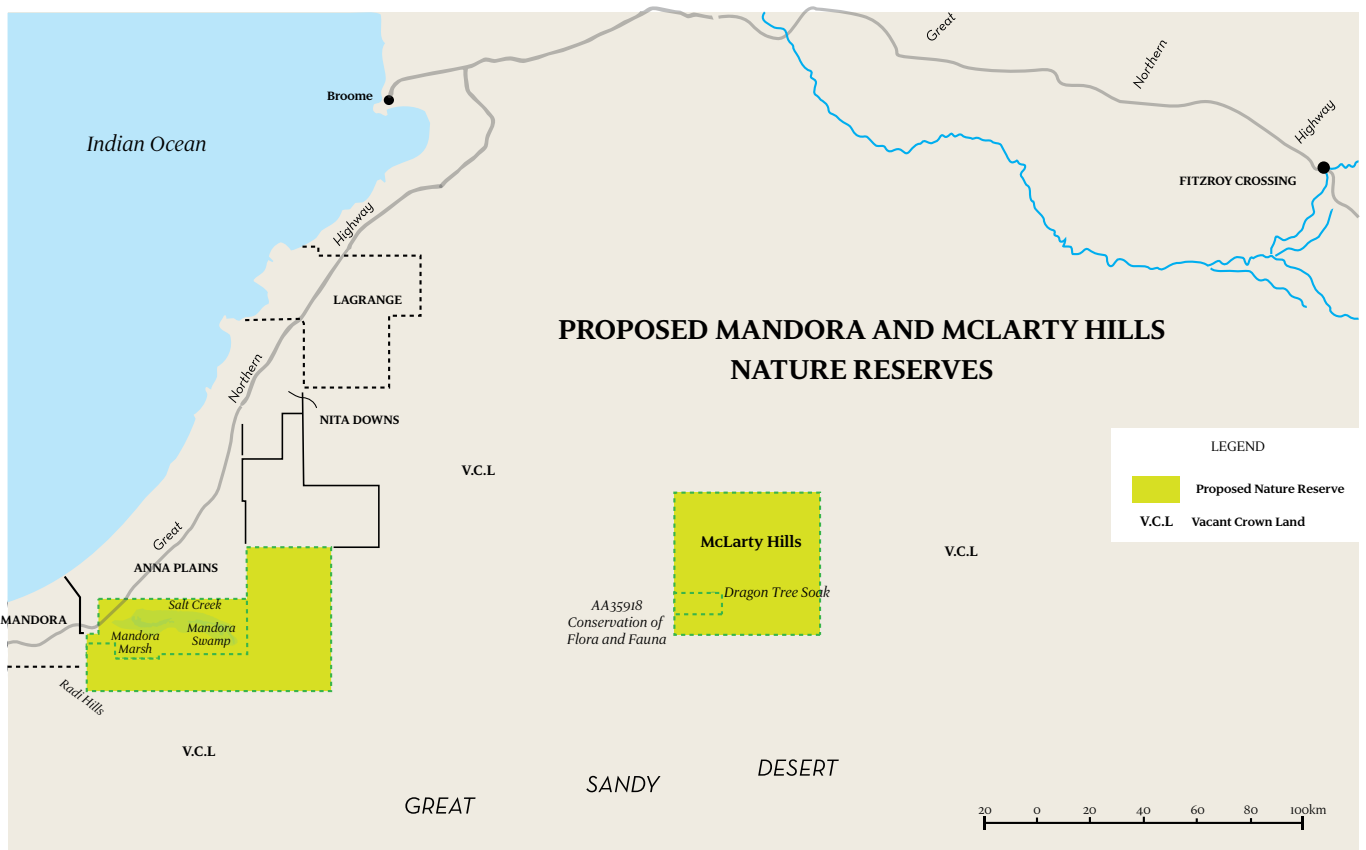 Great
Northern
Highway
Broome
Indian Ocean
FITZROY CROSSING
Highway
LAGRANGE
PROPOSED MANDORA AND MCLARTY HILLS
NATURE RESERVES
Northern
NITA DOWNS
V.C.L
LEGEND
Proposed Nature Reserve
V.C.L Vacant Crown Land
Great
McLarty Hills
V.C.L
ANNA PLAINS
Dragon Tree Soak
Salt Creek
AA35918
Conservation of
Flora and Fauna
MANDORA
Mandora
Marsh
Mandora
Swamp
Radi Hills
V.C.L
GREAT
SANDY
DESERT
20 0 20 40 60 80 100km